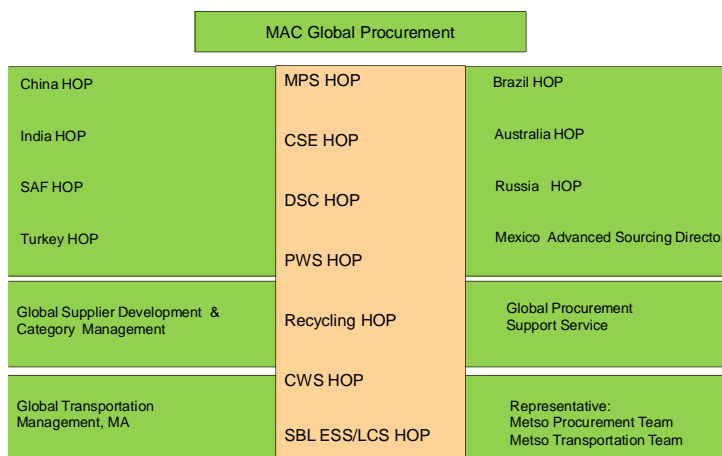 MAC Global Procurement
China HOP
India HOP
SAF HOP
Turkey HOP
Global Supplier Development &
Category Management
Global Transportation
Management, MA
MPS HOP
CSE HOP
DSC HOP
PWS HOP
Recycling HOP
CWS HOP
SBL ESS/LCS HOP
Brazil HOP
Australia HOP
Russia HOP
Mexico Advanced Sourcing Director
Global Procurement
Support Service
Representative:
Metso Procurement Team
Metso Transportation Team